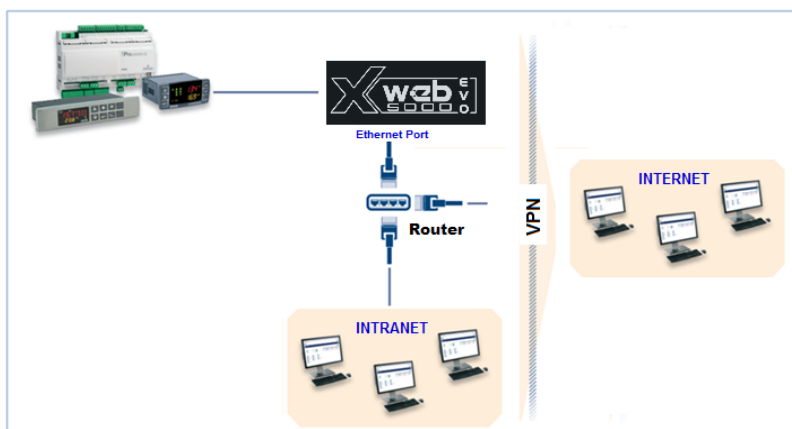 Xweb EVO
5000
Ethernet Port
Router
VPN
INTERNET
INTRANET